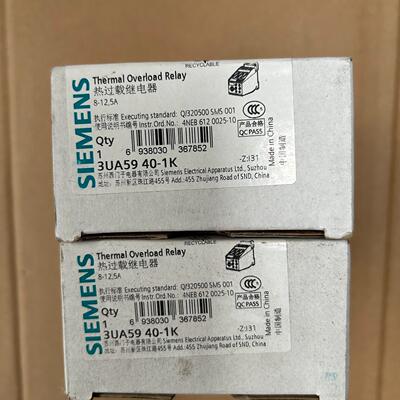 RECYCLABLE
SIEMENS
Thermal Overload Relay
热过载继电器
8-12,5A
执行标准 Executing standard: Q/320500 SMS 001
使用说明书编号 Instr.Ord.No.: 4NEB 612 0025-10
Qty
1
6 938030 367852
3UA59 40-1K
-Z:I31
苏州西门子电器有限公司 Siemens Electrical Apparatus Ltd., Suzhou
地址: 苏州新区珠江路455号 Add: 455 Zhujiang Road of SND, China
产品合格
QC PASS
Made in China
中国制造
RECYCLABLE
SIEMENS
Thermal Overload Relay
热过载继电器
8-12,5A
执行标准 Executing standard: Q/320500 SMS 001
使用说明书编号 Instr.Ord.No.: 4NEB 612 0025-10
Qty
1
6 938030 367852
3UA59 40-1K
-Z:I31
苏州西门子电器有限公司 Siemens Electrical Apparatus Ltd., Suzhou
地址: 苏州新区珠江路455号 Add: 455 Zhujiang Road of SND, China
产品合格
QC PASS
Made in China
中国制造